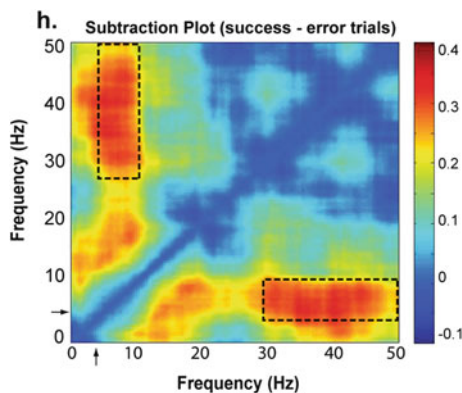 h.
Subtraction Plot (success - error trials)
50
40
30
20
10
0
Frequency (Hz)
0 10 20 30 40 50
Frequency (Hz)
0.4
0.3
0.2
0.1
0
-0.1